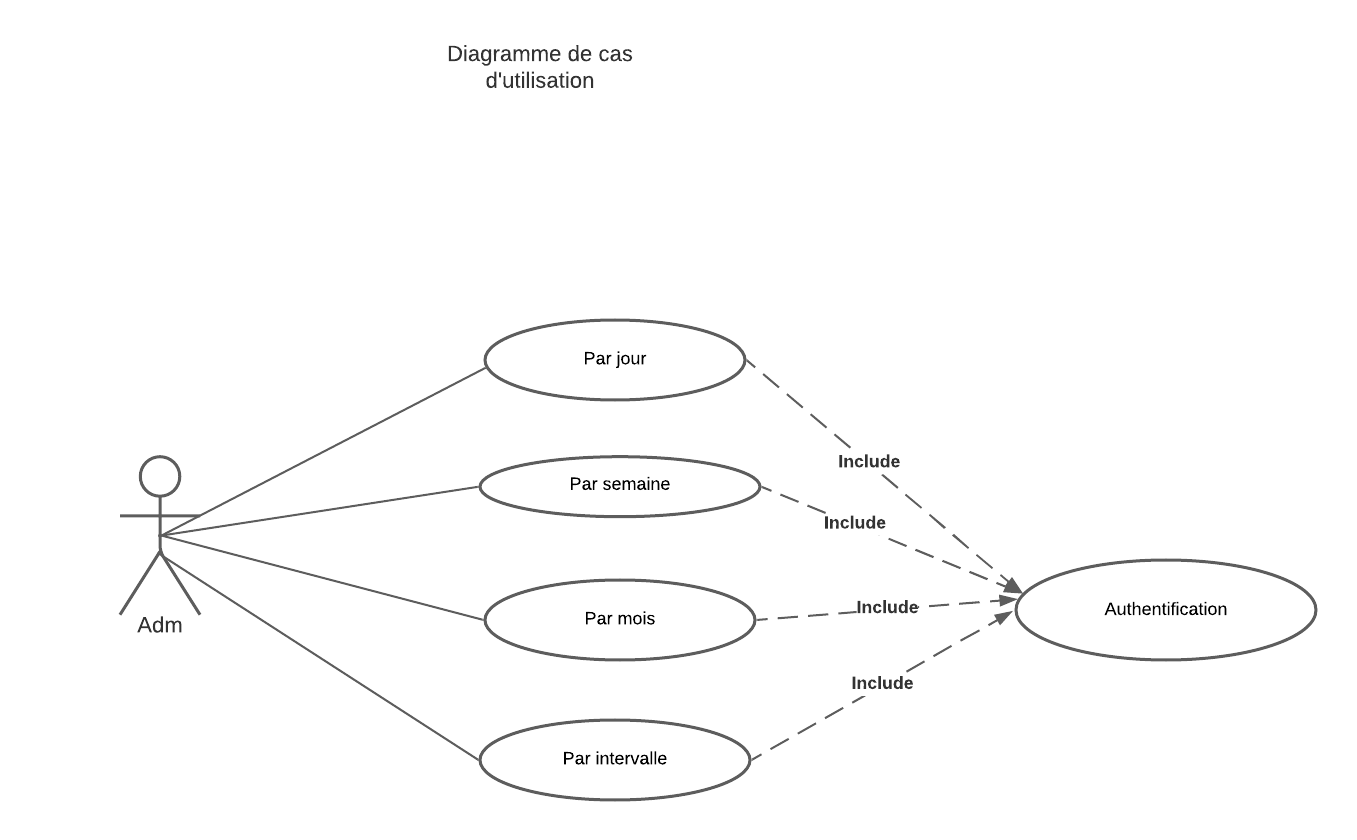 Diagramme de cas
d'utilisation
Par jour
Include
Par semaine
Include
Adm
Par mois
Include
Authentification
Include
Par intervalle